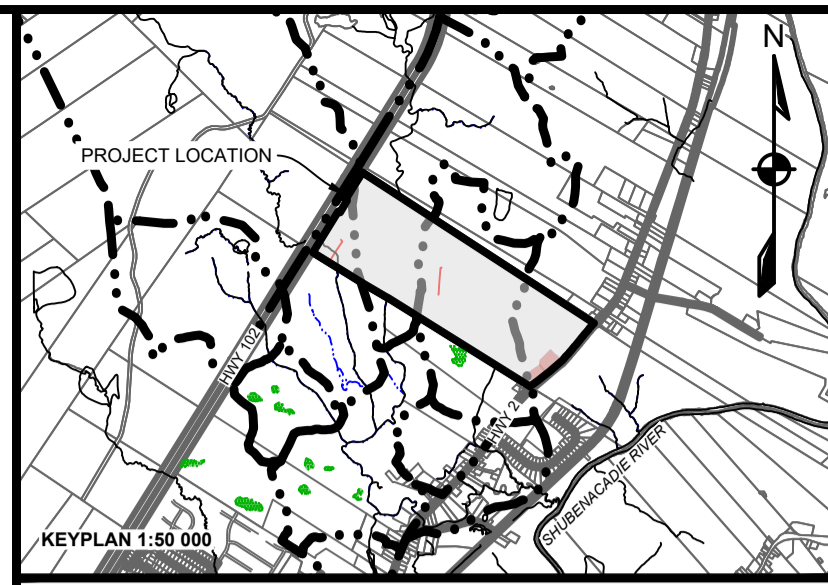 N
PROJECT LOCATION
HWY 102
HWY 2
SHUBENACADIE RIVER
KEYPLAN 1:50 000